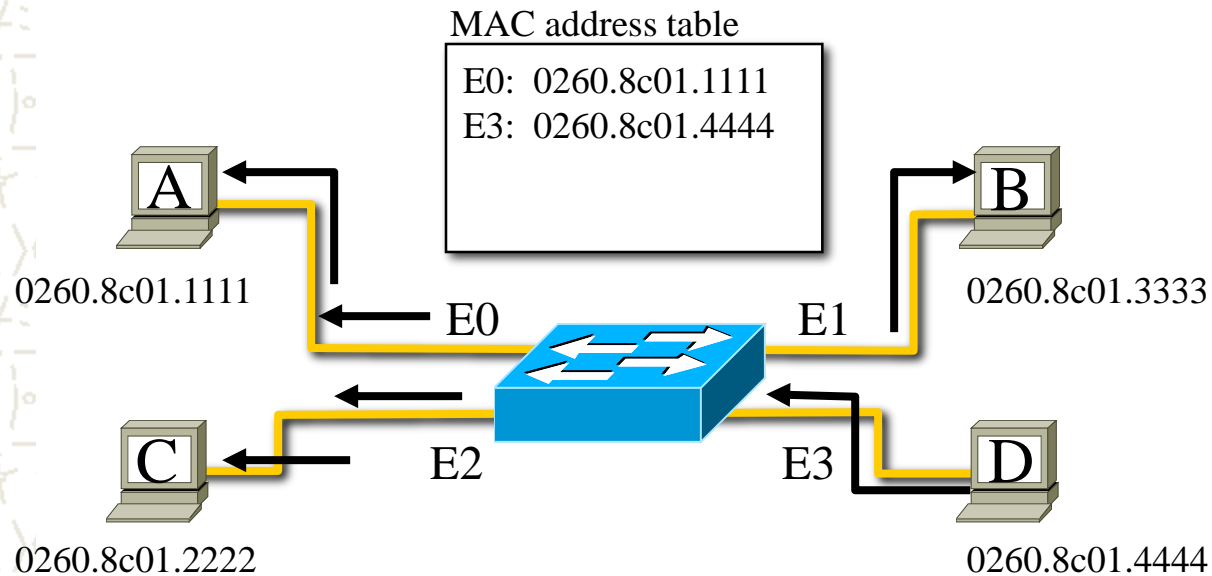 MAC address table
E0: 0260.8c01.1111
E3: 0260.8c01.4444
A
B
0260.8c01.1111
0260.8c01.3333
E0
E1
C
E2
E3
D
0260.8c01.2222
0260.8c01.4444